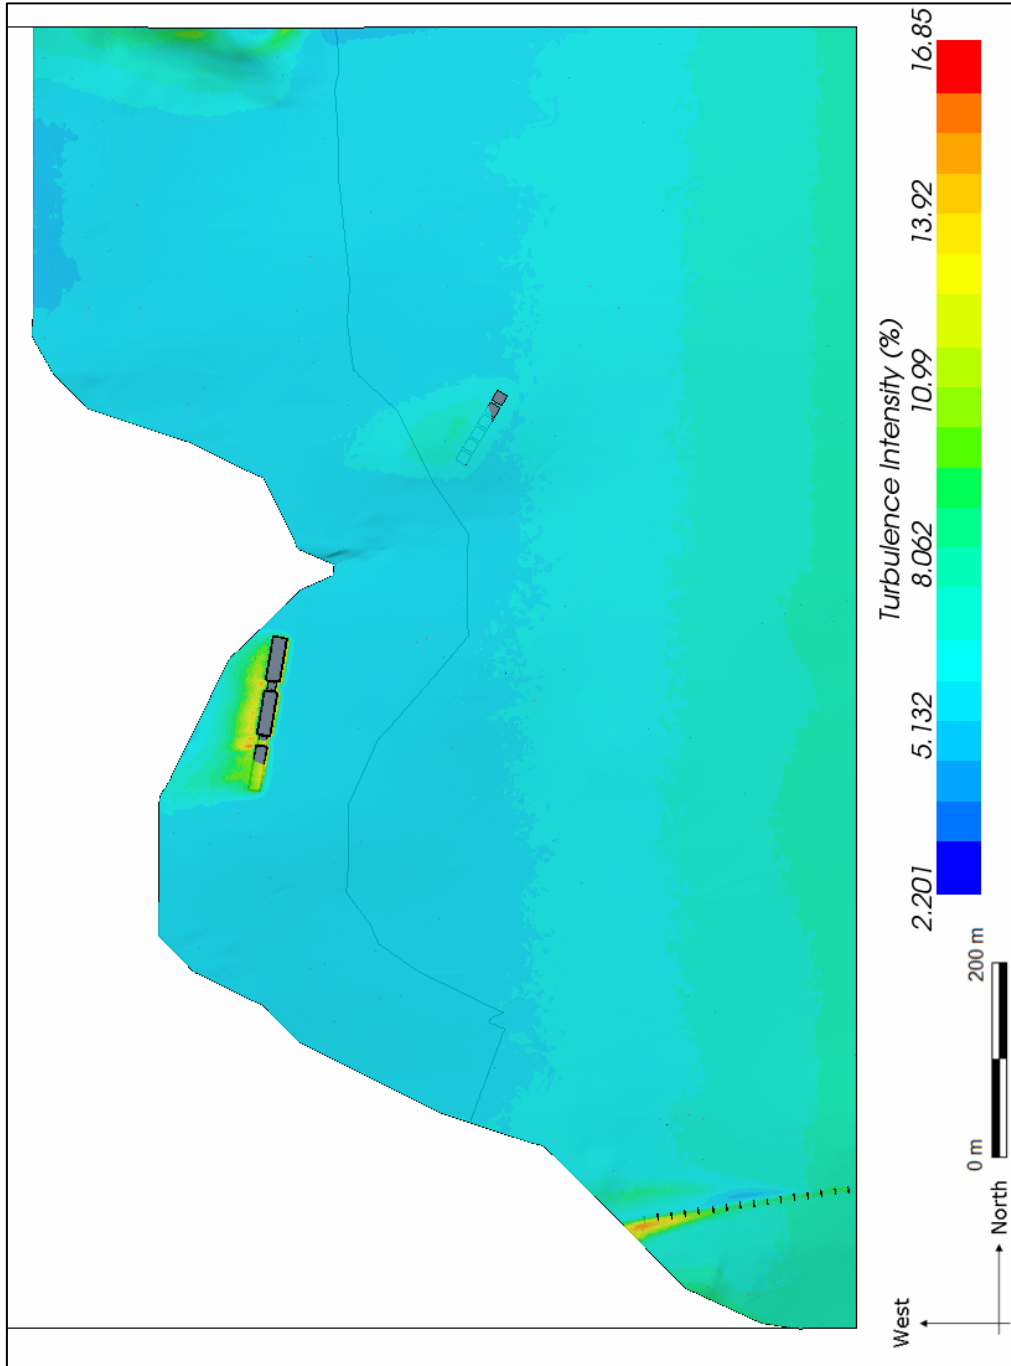 Turbulence Intensity (%)
2.201
5.132
8.062
10.99
13.92
16.85
0 m
200 m
West
North